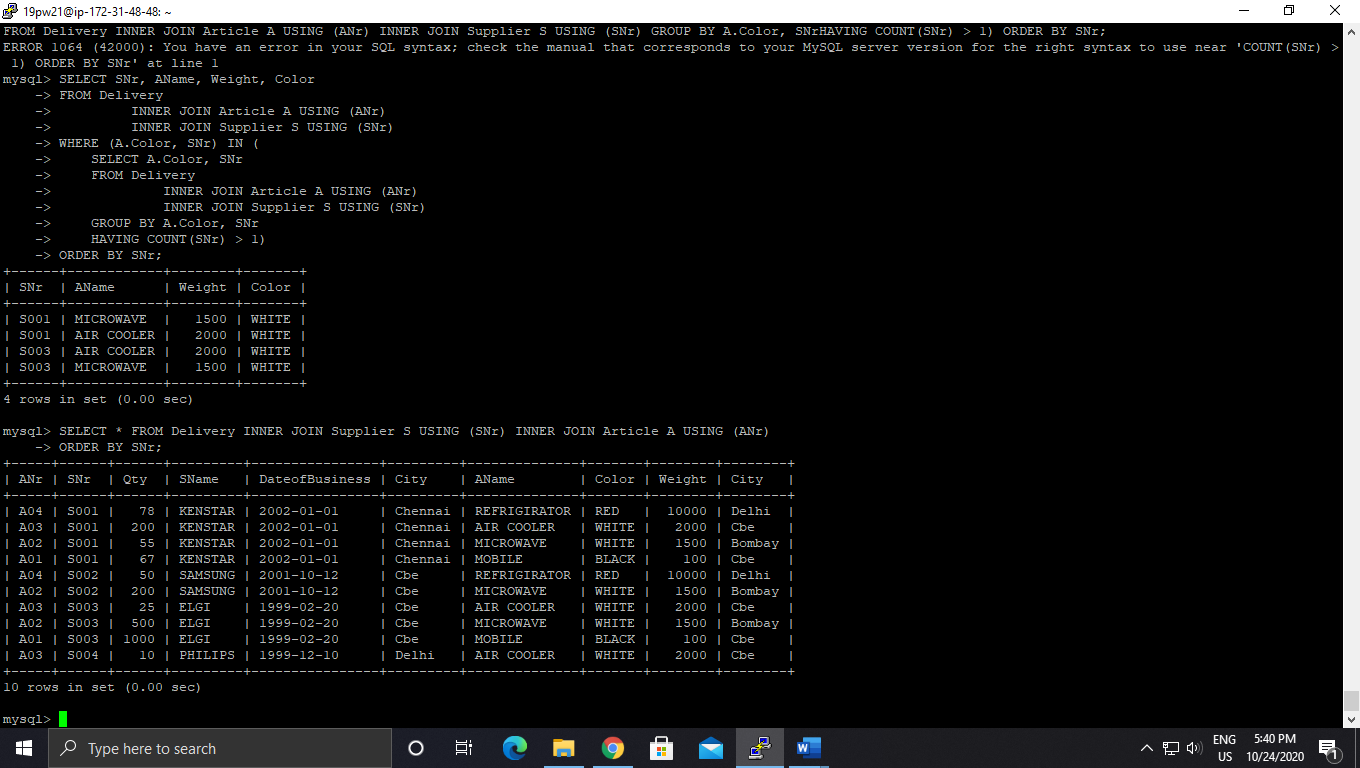 19pw21@ip-172-31-48-48: ~
FROM Delivery INNER JOIN Article A USING (ANr) INNER JOIN Supplier S USING (SNr) GROUP BY A.Color, SNrHAVING COUNT(SNr) > 1) ORDER BY SNr;
ERROR 1064 (42000): You have an error in your SQL syntax; check the manual that corresponds to your MySQL server version for the right syntax to use near 'COUNT(SNr) >
 1) ORDER BY SNr' at line 1
mysql> SELECT SNr, AName, Weight, Color
    -> FROM Delivery
    ->          INNER JOIN Article A USING (ANr)
    ->          INNER JOIN Supplier S USING (SNr)
    -> WHERE (A.Color, SNr) IN (
    ->     SELECT A.Color, SNr
    ->     FROM Delivery
    ->              INNER JOIN Article A USING (ANr)
    ->              INNER JOIN Supplier S USING (SNr)
    ->     GROUP BY A.Color, SNr
    ->     HAVING COUNT(SNr) > 1)
    -> ORDER BY SNr;
+------+------------+--------+-------+
| SNr  | AName      | Weight | Color |
+------+------------+--------+-------+
| S001 | MICROWAVE  |   1500 | WHITE |
| S001 | AIR COOLER |   2000 | WHITE |
| S003 | AIR COOLER |   2000 | WHITE |
| S003 | MICROWAVE  |   1500 | WHITE |
+------+------------+--------+-------+
4 rows in set (0.00 sec)
mysql> SELECT * FROM Delivery INNER JOIN Supplier S USING (SNr) INNER JOIN Article A USING (ANr)
    -> ORDER BY SNr;
+-----+------+------+---------+----------------+---------+--------------+-------+--------+--------+
| ANr | SNr  | Qty  | SName   | DateofBusiness | City    | AName        | Color | Weight | City   |
+-----+------+------+---------+----------------+---------+--------------+-------+--------+--------+
| A04 | S001 |   78 | KENSTAR | 2002-01-01     | Chennai | REFRIGIRATOR | RED   |  10000 | Delhi  |
| A03 | S001 |  200 | KENSTAR | 2002-01-01     | Chennai | AIR COOLER   | WHITE |   2000 | Cbe    |
| A02 | S001 |   55 | KENSTAR | 2002-01-01     | Chennai | MICROWAVE    | WHITE |   1500 | Bombay |
| A01 | S001 |   67 | KENSTAR | 2002-01-01     | Chennai | MOBILE       | BLACK |    100 | Cbe    |
| A04 | S002 |   50 | SAMSUNG | 2001-10-12     | Cbe     | REFRIGIRATOR | RED   |  10000 | Delhi  |
| A02 | S002 |  200 | SAMSUNG | 2001-10-12     | Cbe     | MICROWAVE    | WHITE |   1500 | Bombay |
| A03 | S003 |   25 | ELGI    | 1999-02-20     | Cbe     | AIR COOLER   | WHITE |   2000 | Cbe    |
| A02 | S003 |  500 | ELGI    | 1999-02-20     | Cbe     | MICROWAVE    | WHITE |   1500 | Bombay |
| A01 | S003 | 1000 | ELGI    | 1999-02-20     | Cbe     | MOBILE       | BLACK |    100 | Cbe    |
| A03 | S004 |   10 | PHILIPS | 1999-12-10     | Delhi   | AIR COOLER   | WHITE |   2000 | Cbe    |
+-----+------+------+---------+----------------+---------+--------------+-------+--------+--------+
10 rows in set (0.00 sec)
mysql>
Type here to search
ENG
US
5:40 PM
10/24/2020
1